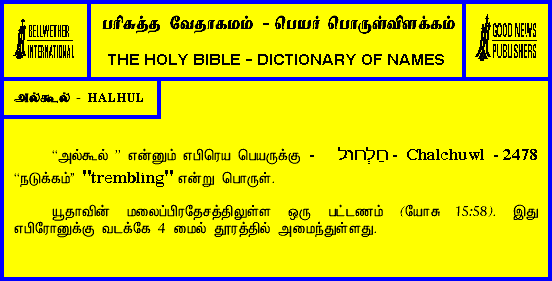 BELLWETHER
INTERNATIONAL
பரிசுத்த வேதாகமம் - பெயர் பொருள்விளக்கம்
THE HOLY BIBLE - DICTIONARY OF NAMES
GOOD NEWS
PUBLISHERS
அல்கூல் - HALHUL
“அல்கூல் ” என்னும் எபிரெய பெயருக்கு - חַלְחוּל - Chalchuwl - 2478
“நடுக்கம்” "trembling" என்று பொருள்.
யூதாவின் மலைப்பிரதேசத்திலுள்ள ஒரு பட்டணம் (யோசு 15:58). இது
எபிரோனுக்கு வடக்கே 4 மைல் தூரத்தில் அமைந்துள்ளது.